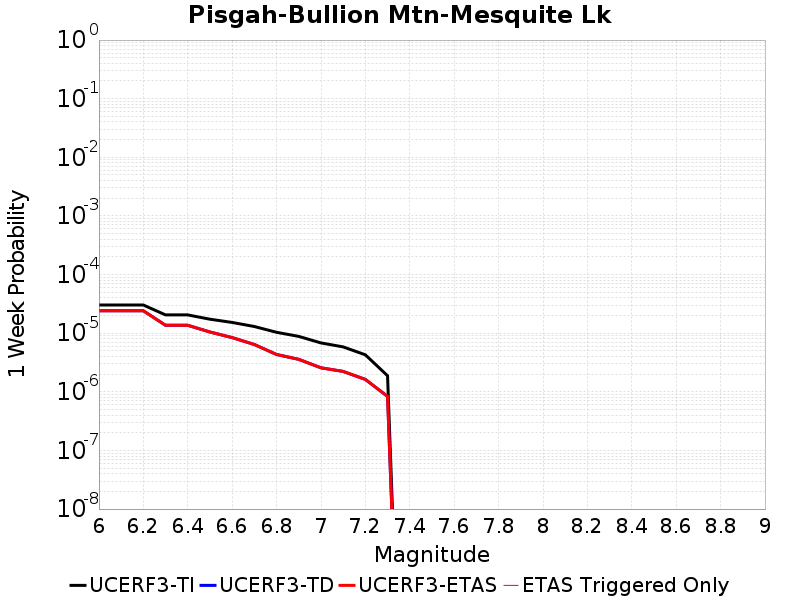 Pisgah-Bullion Mtn-Mesquite Lk
1 Week Probability
10^0
10^-1
10^-2
10^-3
10^-4
10^-5
10^-6
10^-7
10^-8
6 6.2 6.4 6.6 6.8 7 7.2 7.4 7.6 7.8 8 8.2 8.4 8.6 8.8 9
Magnitude
UCERF3-TI UCERF3-TD UCERF3-ETAS ETAS Triggered Only